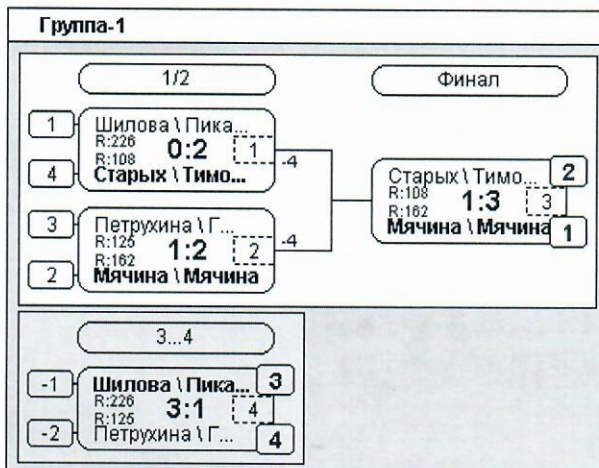 Группа-1
1/2
Финал
1
Шилова \ Пика...
R:226
R:108
0:2
1
-4
4
Старых \ Тимо...
3
Петрухина \ Г...
R:125
R:162
1:2
2
-4
2
Мячина \ Мячина
Старых \ Тимо...
2
R:108
R:162
1:3
3
Мячина \ Мячина
1
3...4
-1
Шилова \ Пика...
3
R:226
R:125
3:1
4
-2
Петрухина \ Г...
4